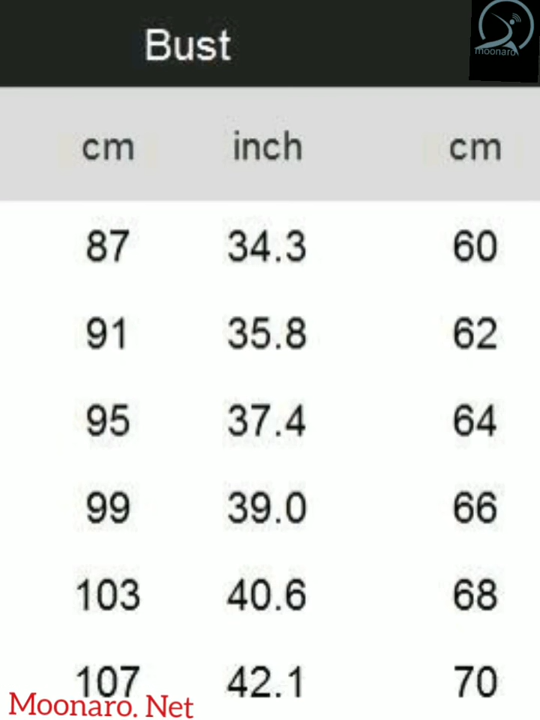 Bust
moonaro
cm inch cm
87 34.3 60
91 35.8 62
95 37.4 64
99 39.0 66
103 40.6 68
107 42.1 70
Moonaro. Net